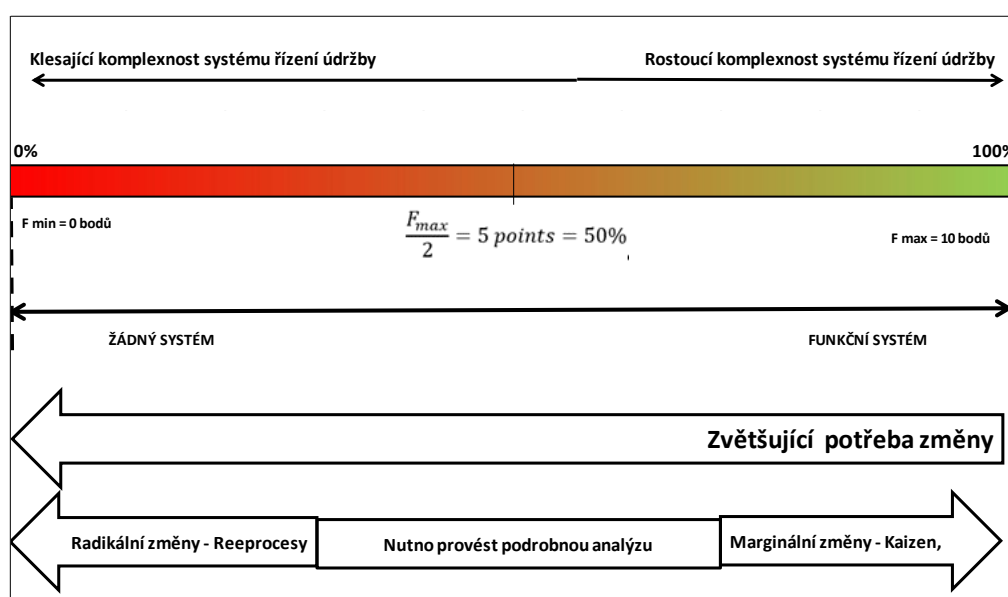 Klesající komplexnost systému řízení údržby
Rostoucí komplexnost systému řízení údržby
0%
100%
F min = 0 bodů
F_max/2 = 5 points = 50%
F max = 10 bodů
ŽÁDNÝ SYSTÉM
FUNKČNÍ SYSTÉM
Zvětšující potřeba změny
Radikální změny - Reeprocesy
Nutno provést podrobnou analýzu
Marginální změny - Kaizen,